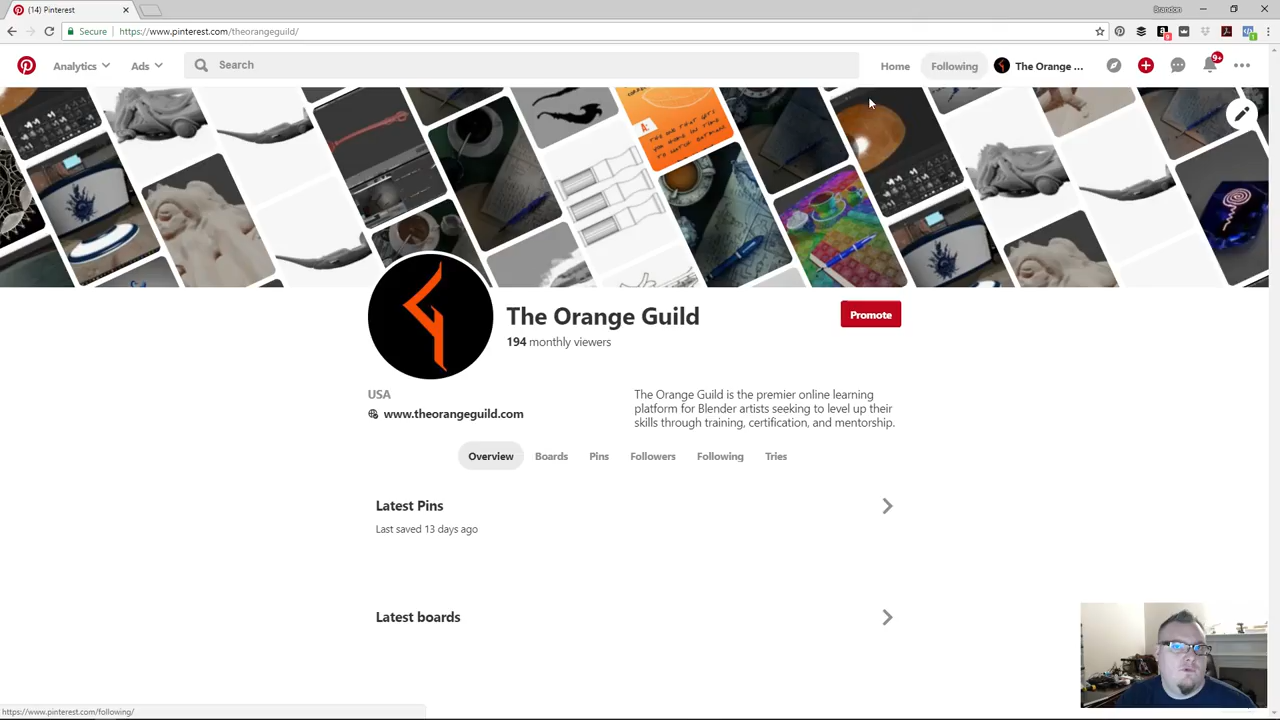 (14) Pinterest
Brandon
Secure
https://www.pinterest.com/theorangeguild/
Analytics
Ads
Search
Home
Following
The Orange ...
9+
A:
The Orange Guild
194 monthly viewers
Promote
USA
www.theorangeguild.com
The Orange Guild is the premier online learning
platform for Blender artists seeking to level up their
skills through training, certification, and mentorship.
Overview
Boards
Pins
Followers
Following
Tries
Latest Pins
Last saved 13 days ago
Latest boards
https://www.pinterest.com/following/